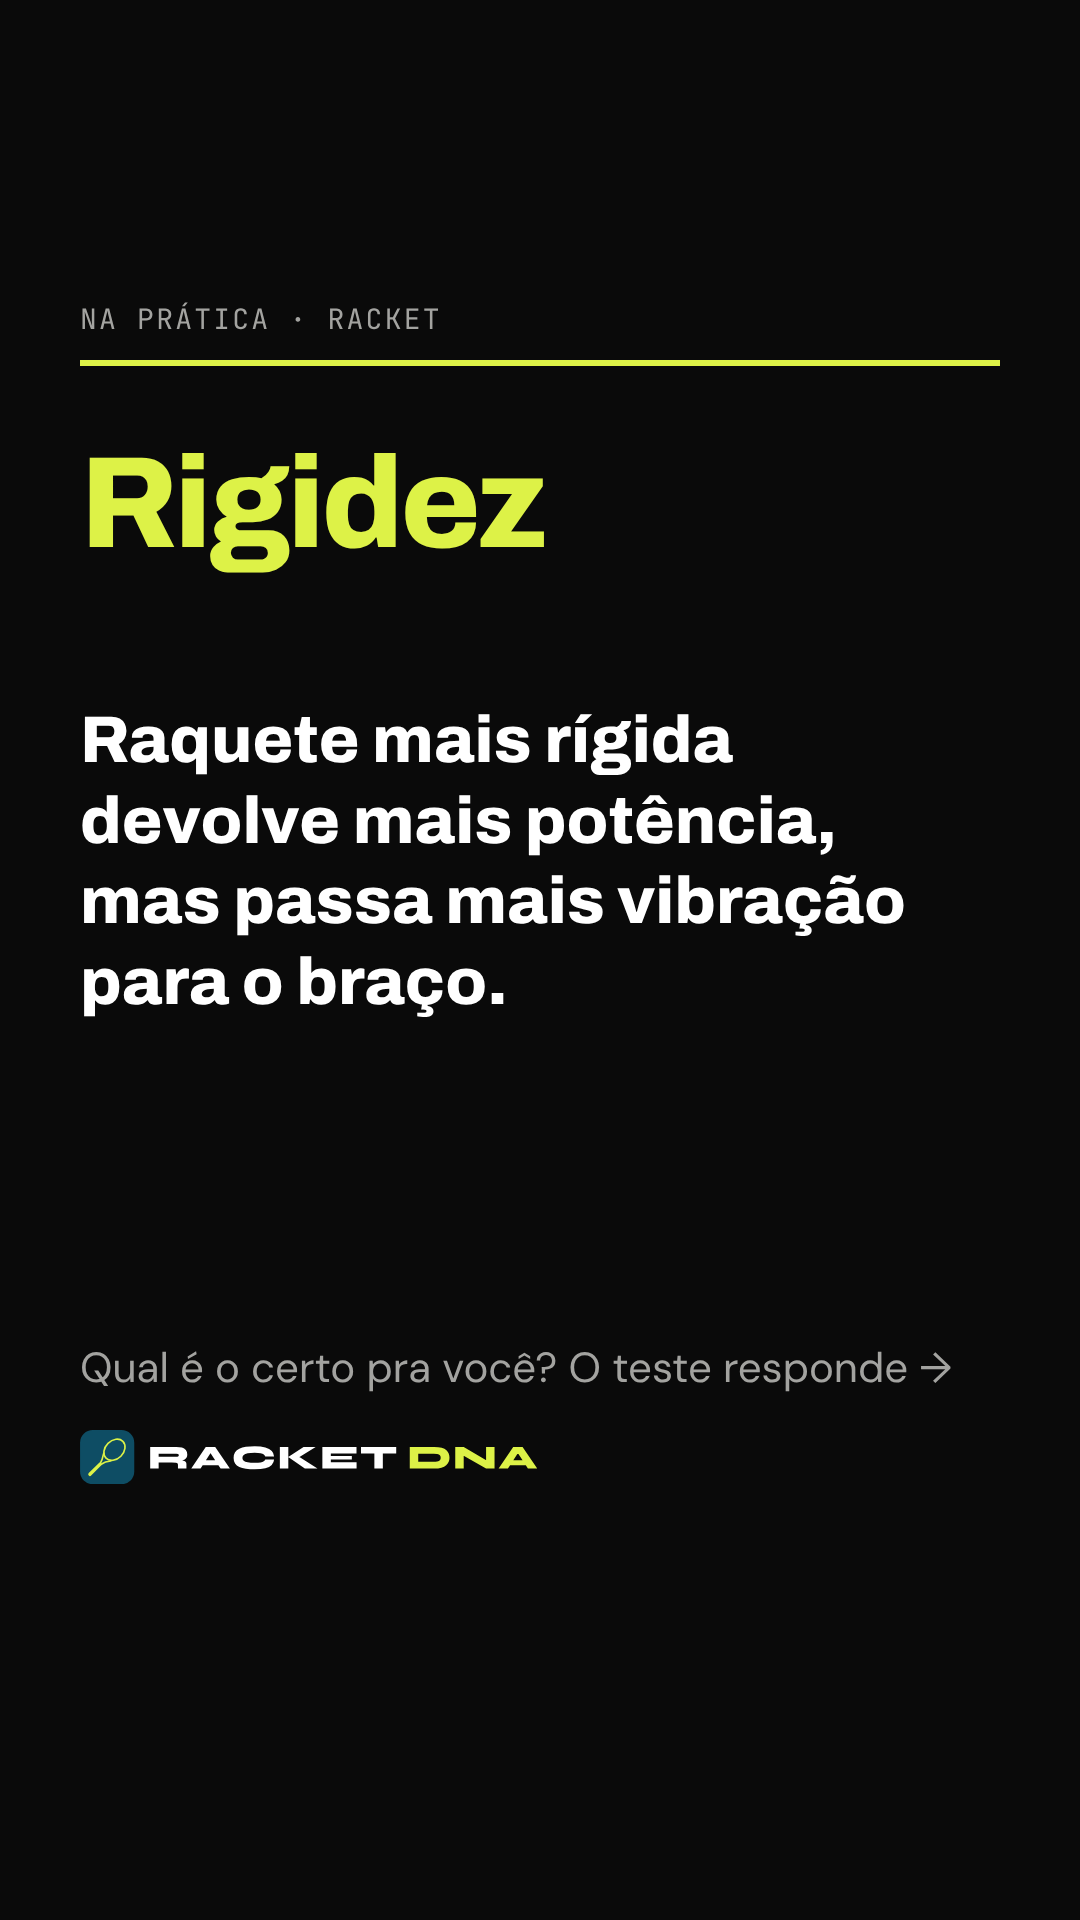 NA PRÁTICA · RACKET
Rigidez
Raquete mais rígida
devolve mais potência,
mas passa mais vibração
para o braço.
Qual é o certo pra você? O teste responde →
RACKET DNA